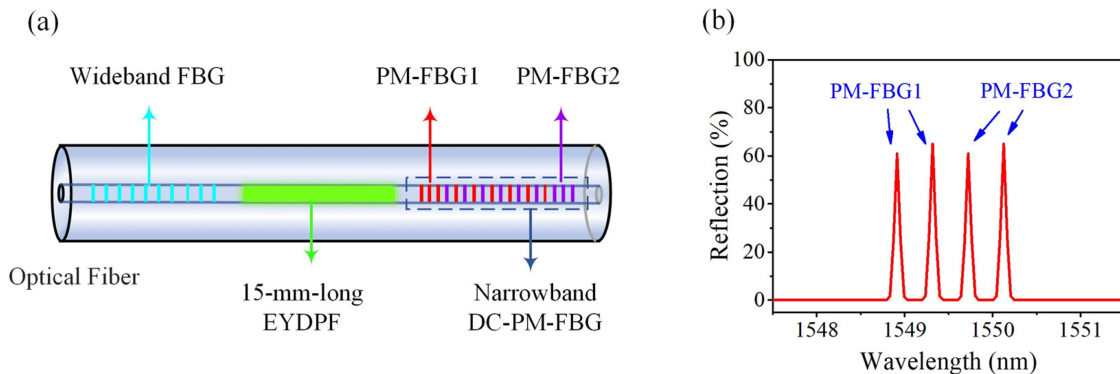 (a)
Wideband FBG
PM-FBG1
PM-FBG2
Optical Fiber
15-mm-long
EYDPF
Narrowband
DC-PM-FBG
(b)
100
80
60
40
20
0
Reflection (%)
PM-FBG1
PM-FBG2
1548
1549
1550
1551
Wavelength (nm)